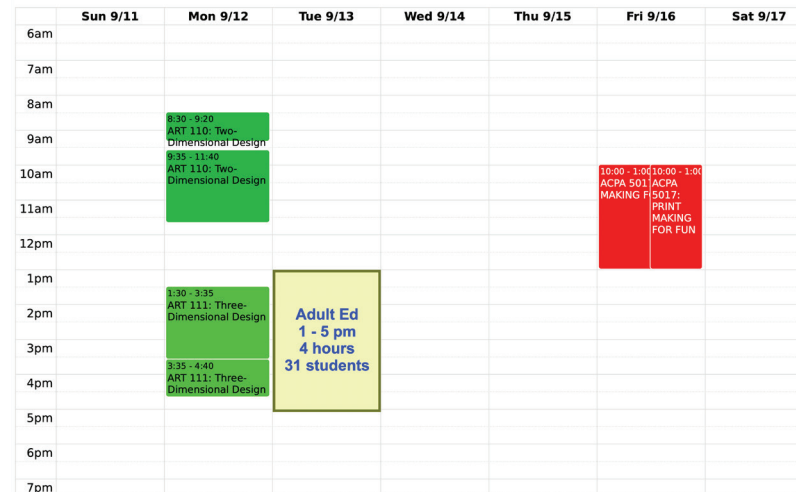 Sun 9/11 Mon 9/12 Tue 9/13 Wed 9/14 Thu 9/15 Fri 9/16 Sat 9/17
6am
7am
8am
8:30 - 9:20
ART 110: Two-
Dimensional Design
9am
9:35 - 11:40
ART 110: Two-
Dimensional Design
10am
10:00 - 1:00
ACPA 5017
MAKING F
10:00 - 1:00
ACPA
5017:
PRINT
MAKING
FOR FUN
11am
12pm
1pm
1:30 - 3:35
ART 111: Three-
Dimensional Design
2pm
Adult Ed
1 - 5 pm
4 hours
31 students
3pm
3:35 - 4:40
ART 111: Three-
Dimensional Design
4pm
5pm
6pm
7pm